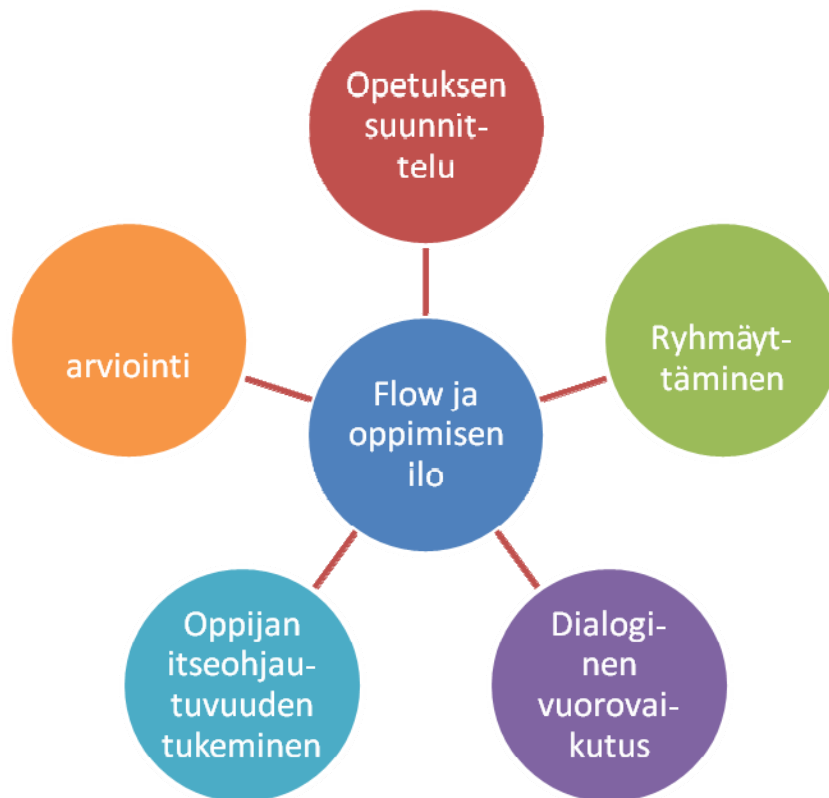 Opetuksen
suunnit-
telu
arviointi
Ryhmäyt-
täminen
Flow ja
oppimisen
ilo
Oppijan
itseohjau-
tuvuuden
tukeminen
Dialogi-
nen
vuorovai-
kutus